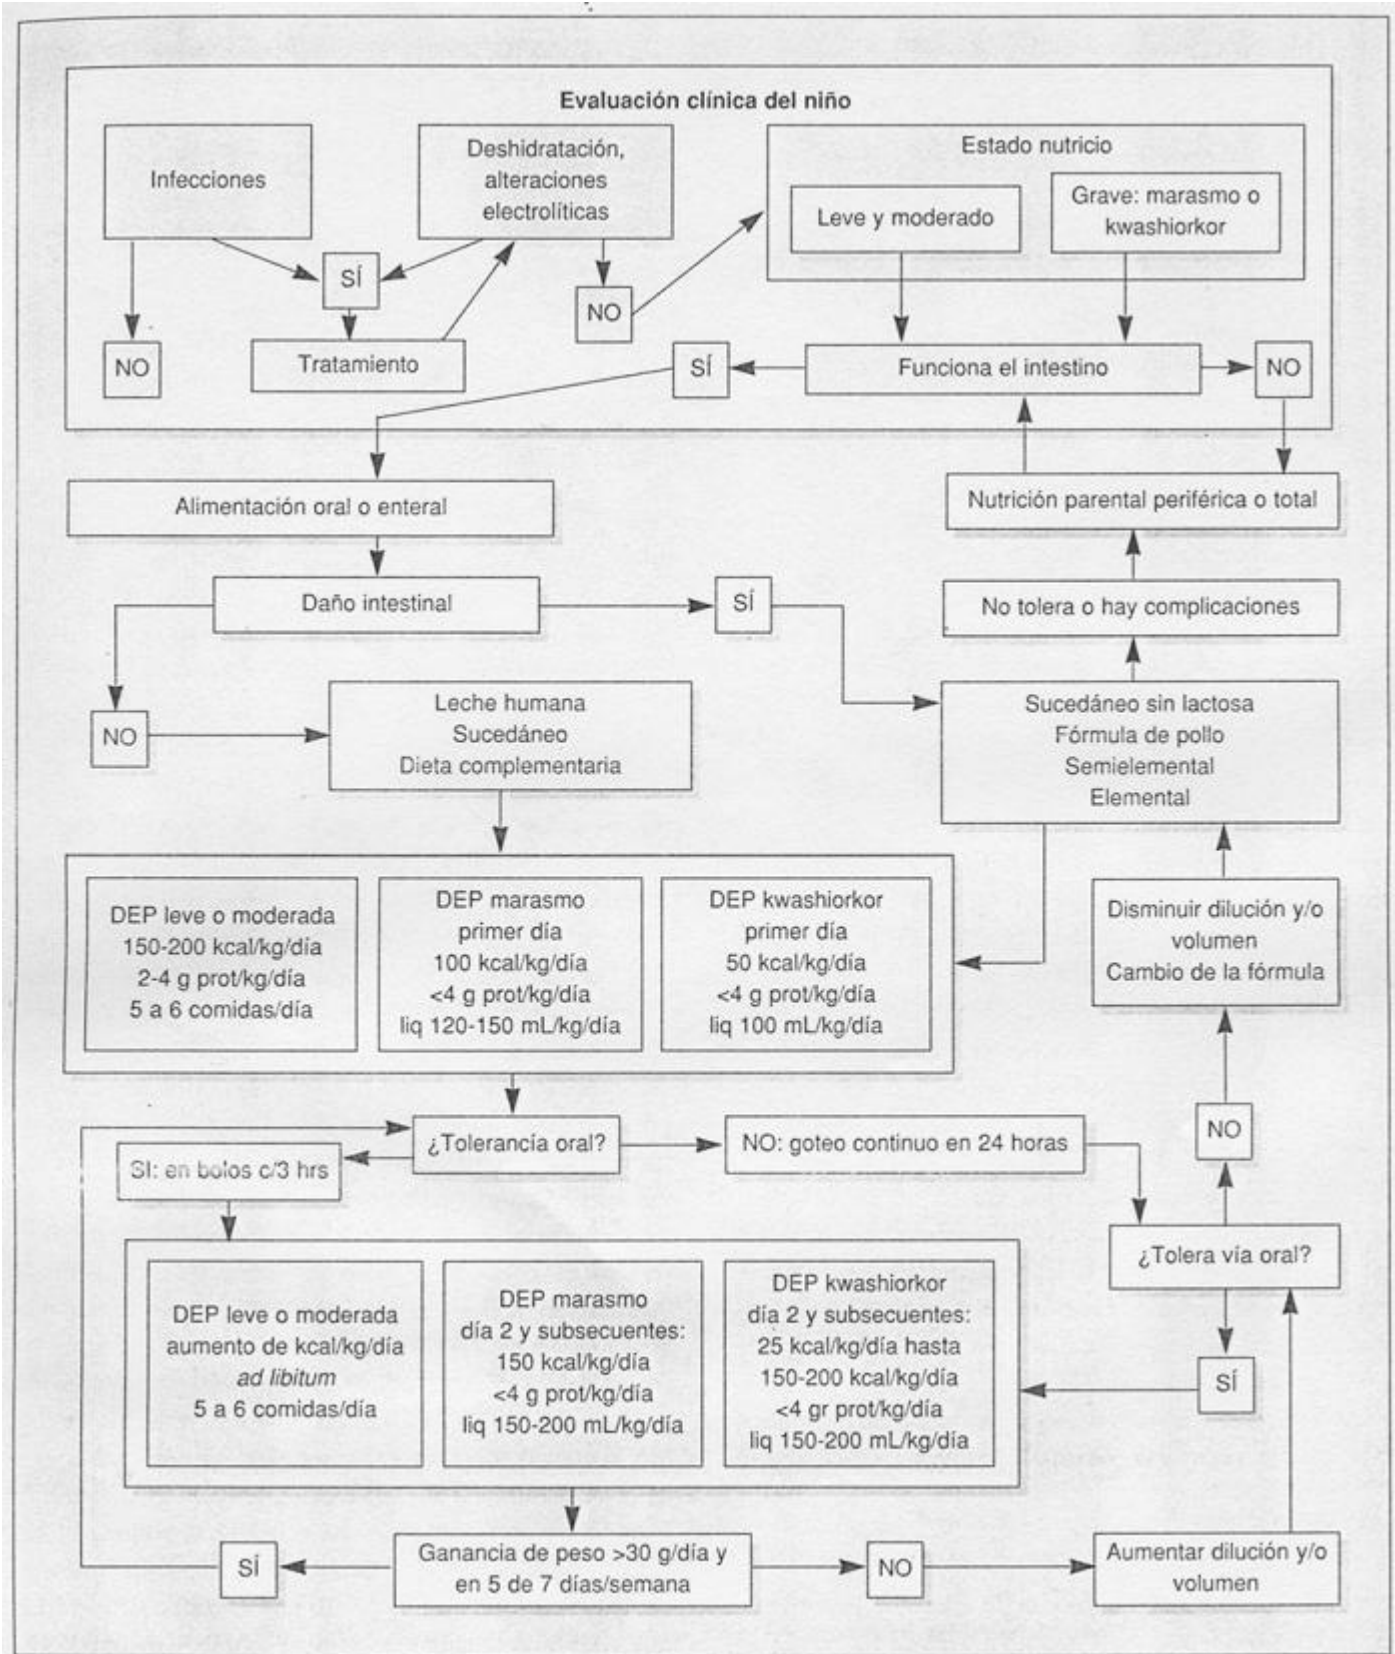 Evaluación clínica del niño
Infecciones
Deshidratación,
alteraciones
electrolíticas
Estado nutricio
Leve y moderado
Grave: marasmo o
kwashiorkor
SÍ
NO
NO
Tratamiento
SÍ
Funciona el intestino
NO
Alimentación oral o enteral
Nutrición parental periférica o total
Daño intestinal
SÍ
No tolera o hay complicaciones
NO
Leche humana
Sucedáneo
Dieta complementaria
Sucedáneo sin lactosa
Fórmula de pollo
Semielemental
Elemental
DEP leve o moderada
150-200 kcal/kg/día
2-4 g prot/kg/día
5 a 6 comidas/día
DEP marasmo
primer día
100 kcal/kg/día
<4 g prot/kg/día
liq 120-150 mL/kg/día
DEP kwashiorkor
primer día
50 kcal/kg/día
<4 g prot/kg/día
liq 100 mL/kg/día
Disminuir dilución y/o
volumen
Cambio de la fórmula
¿Tolerancía oral?
NO: goteo continuo en 24 horas
NO
SI: en bolos c/3 hrs
¿Tolera vía oral?
DEP leve o moderada
aumento de kcal/kg/día
ad libitum
5 a 6 comidas/día
DEP marasmo
día 2 y subsecuentes:
150 kcal/kg/día
<4 g prot/kg/día
liq 150-200 mL/kg/día
DEP kwashiorkor
día 2 y subsecuentes:
25 kcal/kg/día hasta
150-200 kcal/kg/día
<4 gr prot/kg/día
liq 150-200 mL/kg/día
SÍ
SÍ
Ganancia de peso >30 g/día y
en 5 de 7 días/semana
NO
Aumentar dilución y/o
volumen